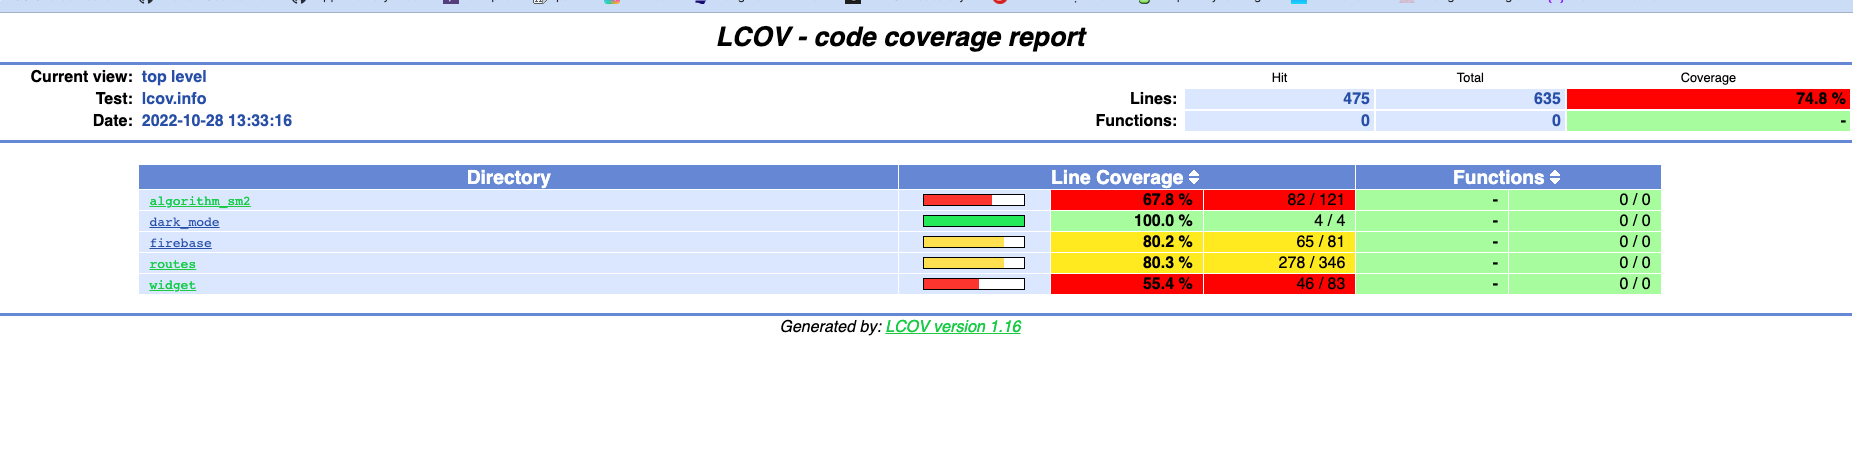 LCOV - code coverage report
Current view: top level
Hit Total Coverage
Test: lcov.info
Lines: 475 635 74.8 %
Date: 2022-10-28 13:33:16
Functions: 0 0 -
Directory Line Coverage Functions
algorithm_sm2 67.8 % 82 / 121 - 0 / 0
dark_mode 100.0 % 4 / 4 - 0 / 0
firebase 80.2 % 65 / 81 - 0 / 0
routes 80.3 % 278 / 346 - 0 / 0
widget 55.4 % 46 / 83 - 0 / 0
Generated by: LCOV version 1.16